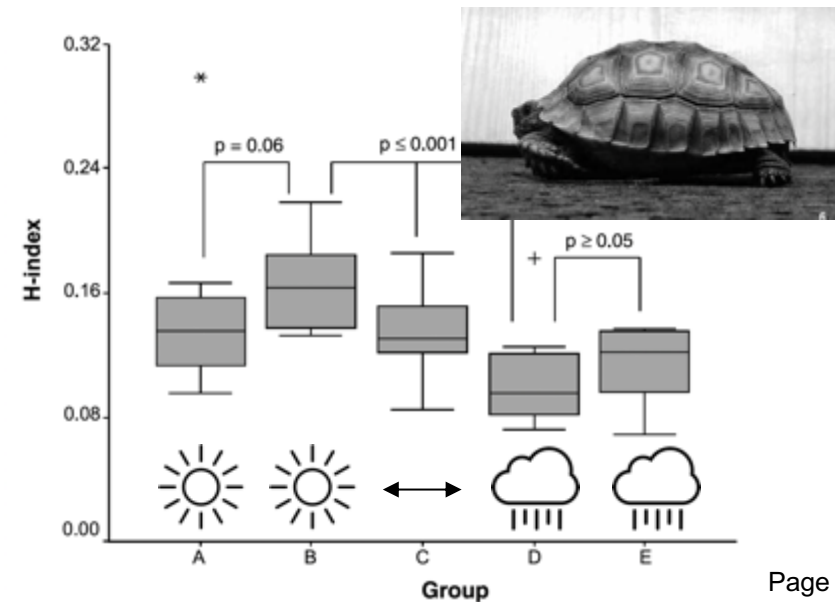 0.32
*
p = 0.06
p ≤ 0.001
0.24
+
p ≥ 0.05
H-index
0.16
0.08
0.00
A B C D E
Group
Page
6